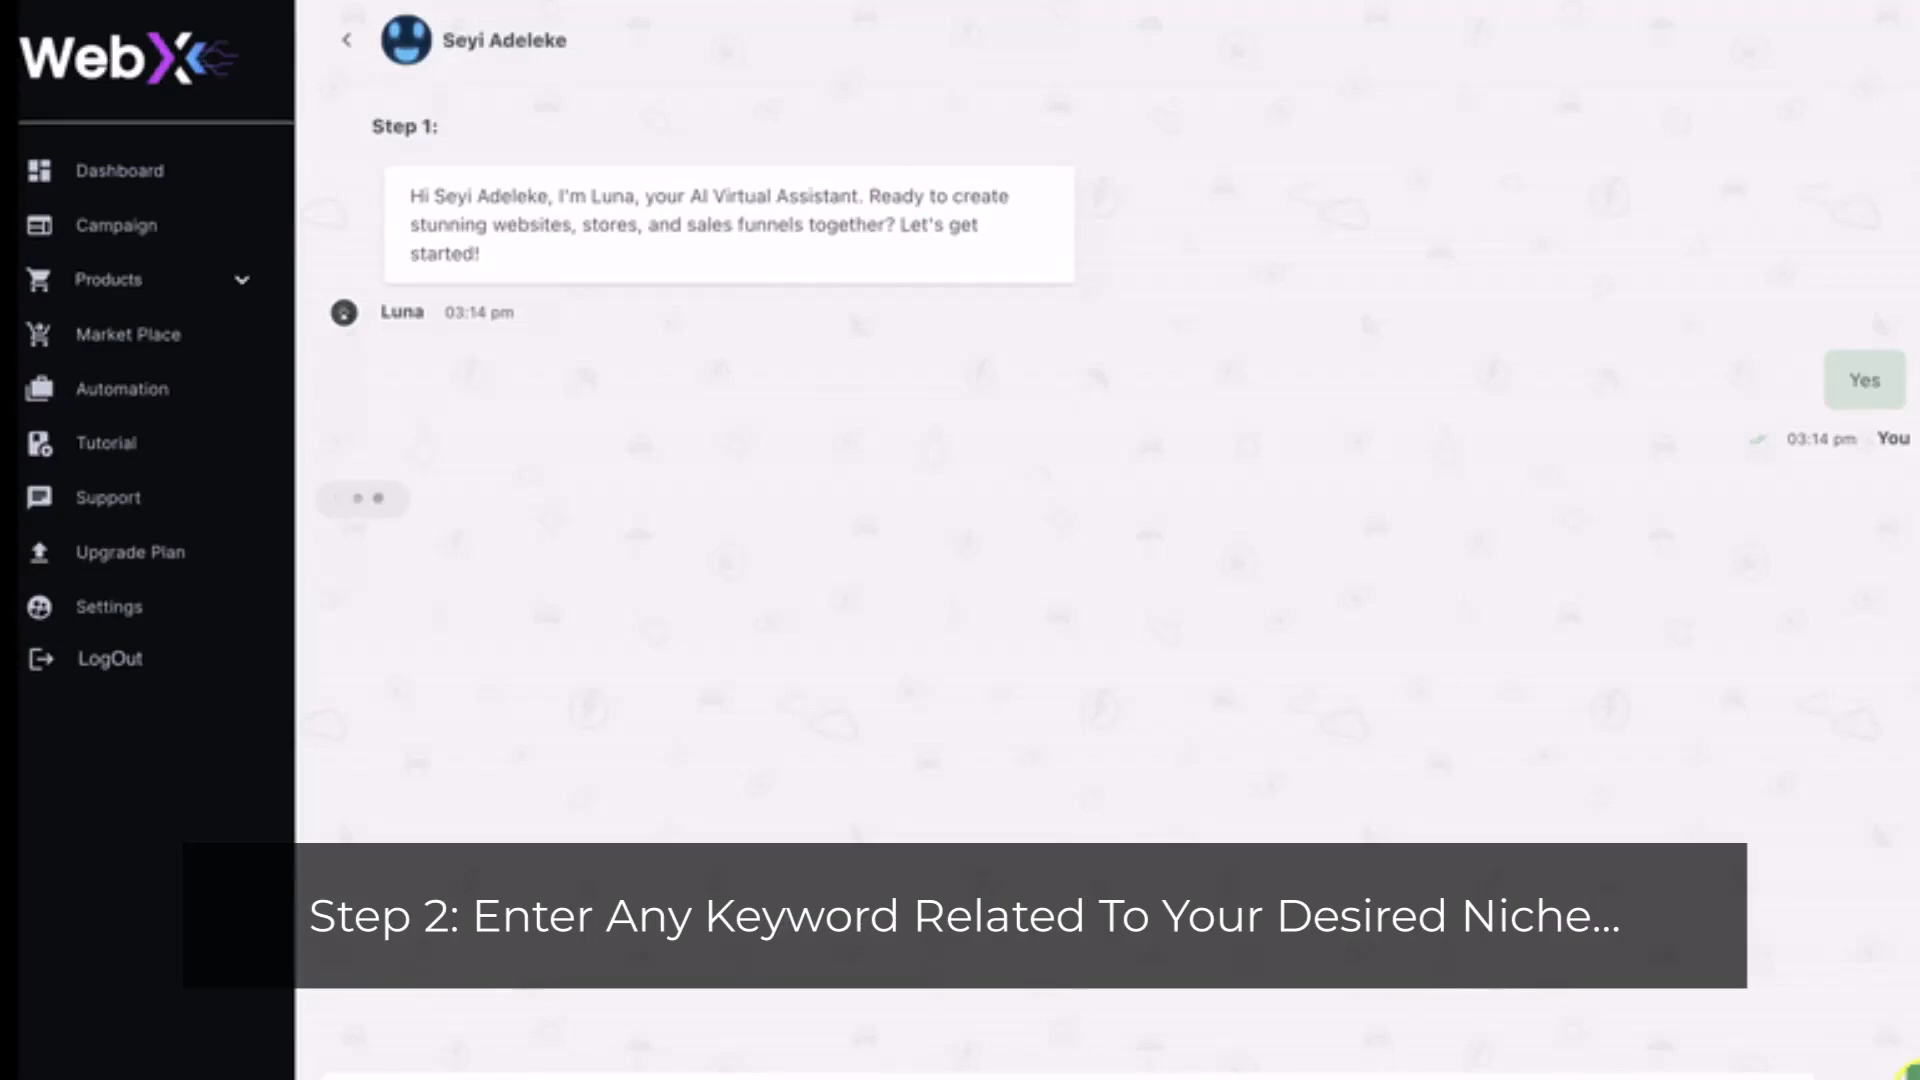 WebX
Dashboard
Campaign
Products
Market Place
Automation
Tutorial
Support
Upgrade Plan
Settings
LogOut
Seyi Adeleke
Step 1:
Hi Seyi Adeleke, I'm Luna, your AI Virtual Assistant. Ready to create
stunning websites, stores, and sales funnels together? Let's get
started!
Luna 03:14 pm
Yes
03:14 pm You
Step 2: Enter Any Keyword Related To Your Desired Niche...